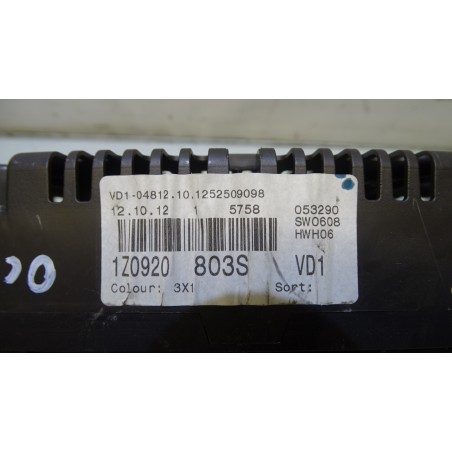 VD1-04812.10.1252509098
12.10.12 1 5758 053290
SW0608
HWH06
1Z0920 803S VD1
Colour: 3X1 Sort: